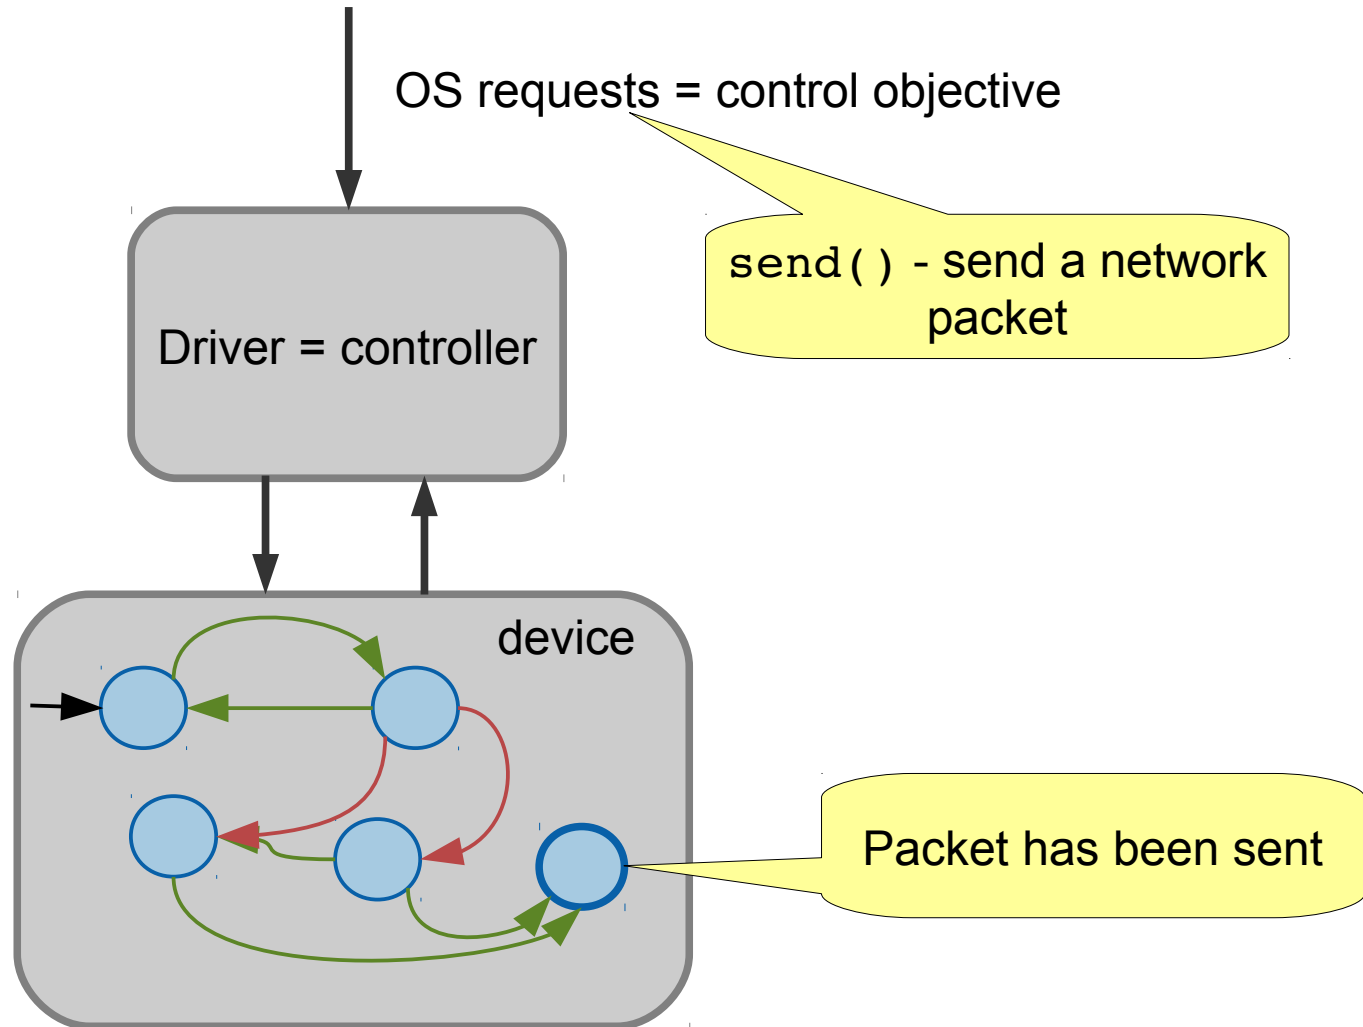 OS requests = control objective
send() - send a network
packet
Driver = controller
device
Packet has been sent